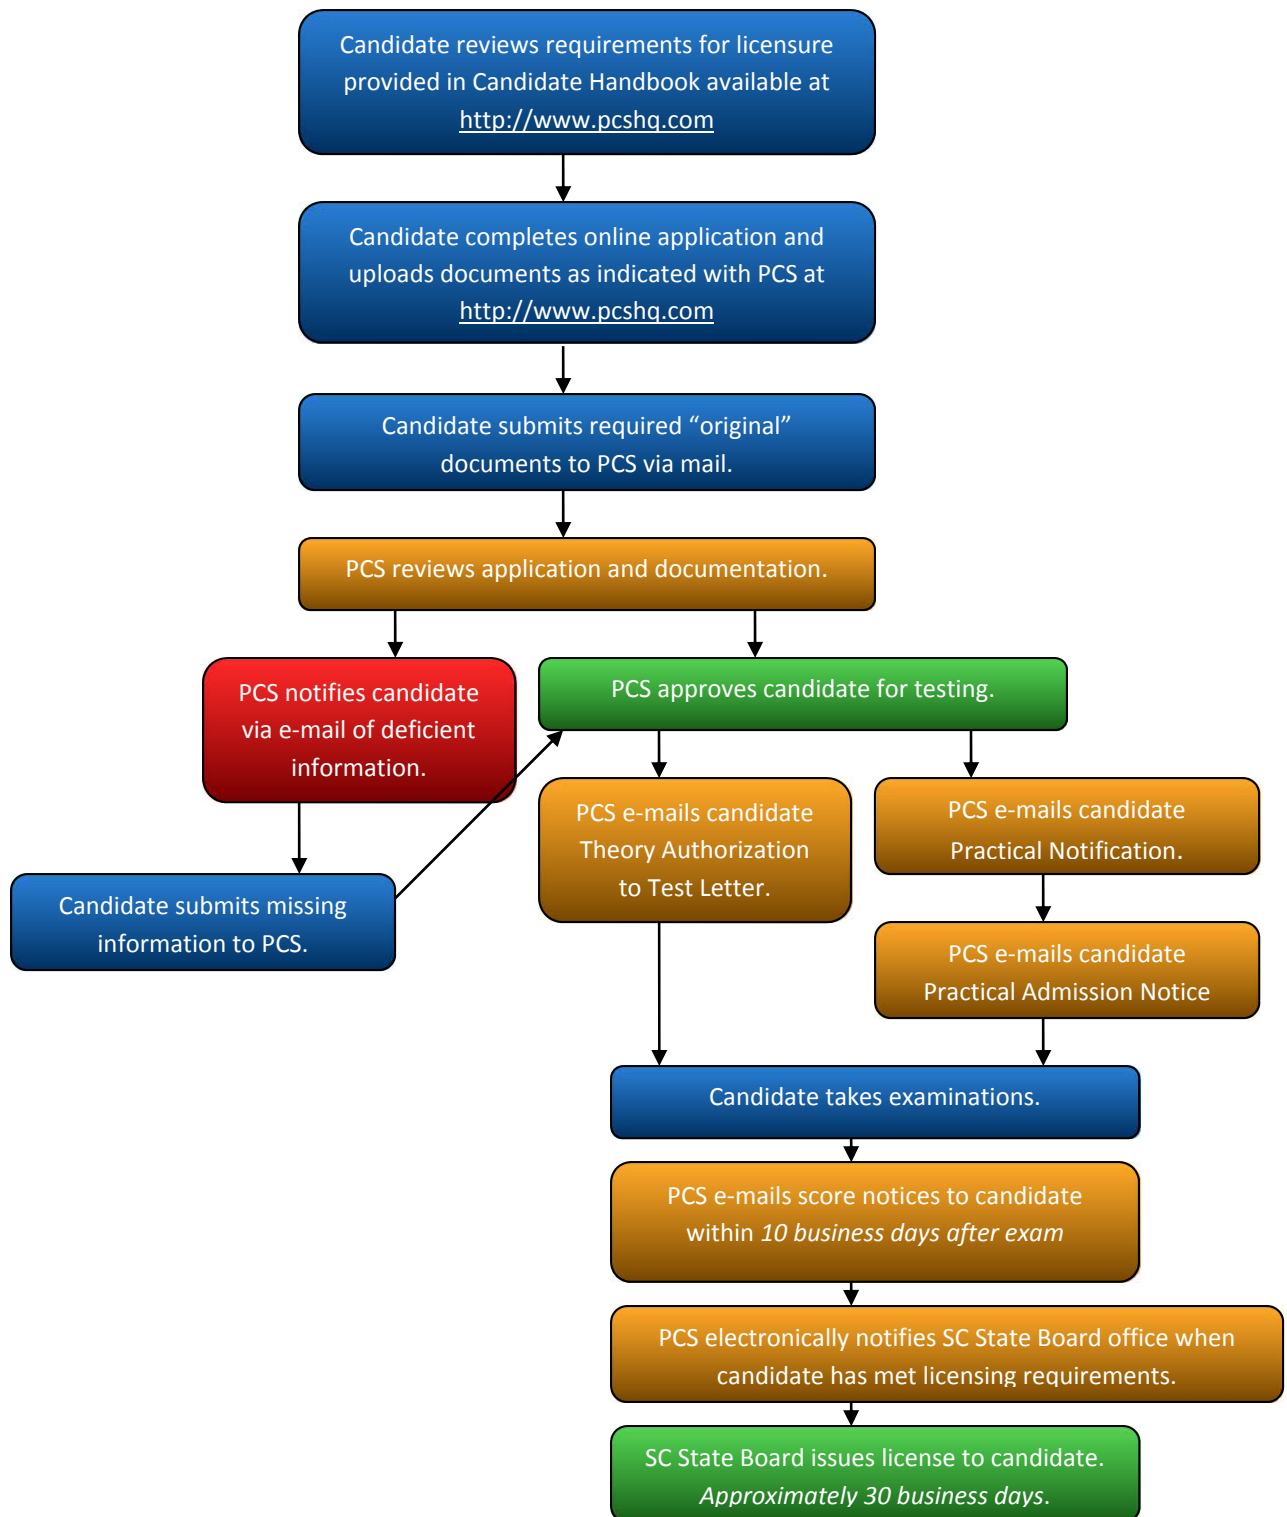 Candidate reviews requirements for licensure
provided in Candidate Handbook available at
http://www.pcshq.com
Candidate completes online application and
uploads documents as indicated with PCS at
http://www.pcshq.com
Candidate submits required “original”
documents to PCS via mail.
PCS reviews application and documentation.
PCS notifies candidate
via e-mail of deficient
information.
PCS approves candidate for testing.
Candidate submits missing
information to PCS.
PCS e-mails candidate
Theory Authorization
to Test Letter.
PCS e-mails candidate
Practical Notification.
PCS e-mails candidate
Practical Admission Notice
Candidate takes examinations.
PCS e-mails score notices to candidate
within 10 business days after exam
PCS electronically notifies SC State Board office when
candidate has met licensing requirements.
SC State Board issues license to candidate.
Approximately 30 business days.